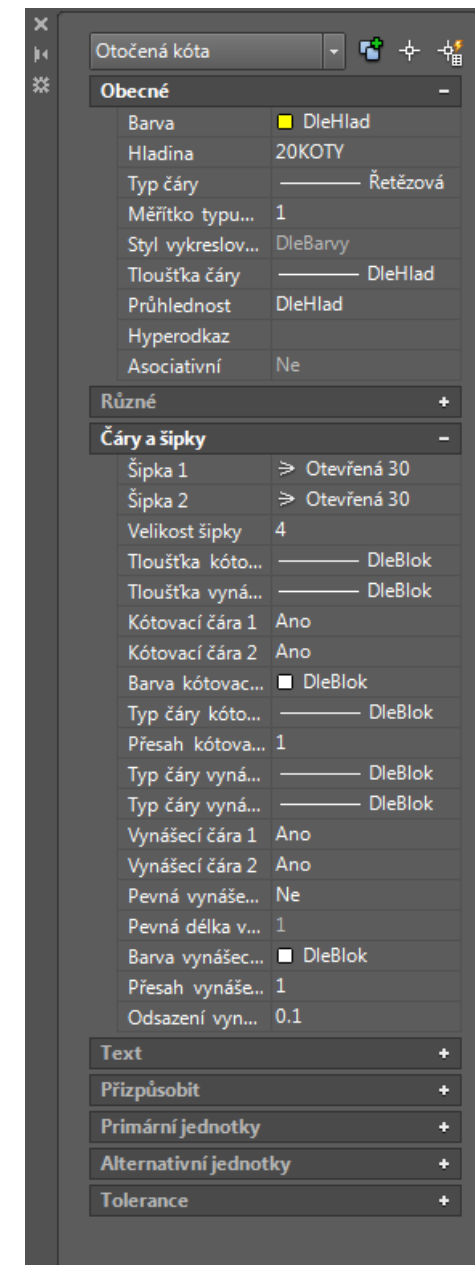 Otočená kóta
Obecné
Barva DleHlad
Hladina 20KOTY
Typ čáry Řetězová
Měřítko typu... 1
Styl vykreslov... DleBarvy
Tloušťka čáry DleHlad
Průhlednost DleHlad
Hyperodkaz
Asociativní Ne
Různé
Čáry a šipky
Šipka 1 Otevřená 30
Šipka 2 Otevřená 30
Velikost šipky 4
Tloušťka kóto... DleBlok
Tloušťka vyná... DleBlok
Kótovací čára 1 Ano
Kótovací čára 2 Ano
Barva kótovac... DleBlok
Typ čáry kóto... DleBlok
Přesah kótova... 1
Typ čáry vyná... DleBlok
Typ čáry vyná... DleBlok
Vynášecí čára 1 Ano
Vynášecí čára 2 Ano
Pevná vynáše... Ne
Pevná délka v... 1
Barva vynášec... DleBlok
Přesah vynáše... 1
Odsazení vyn... 0.1
Text
Přizpůsobit
Primární jednotky
Alternativní jednotky
Tolerance